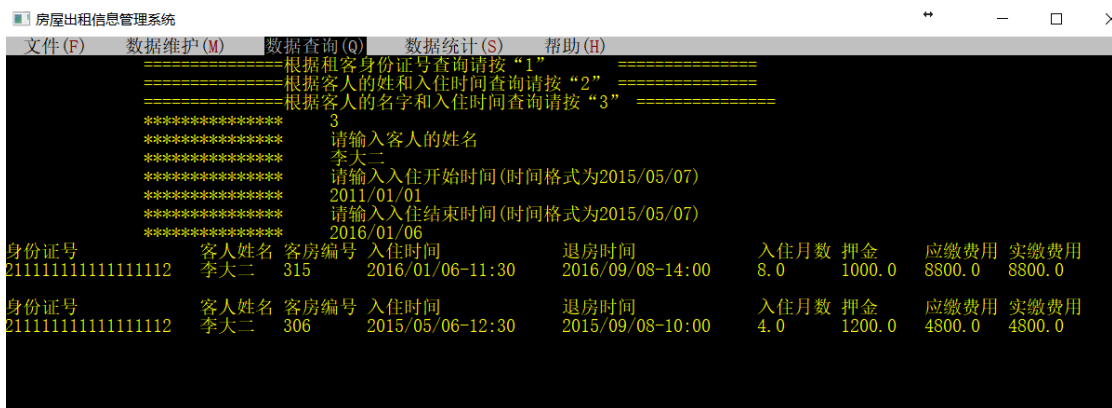 房屋出租信息管理系统
文件(F) 数据维护(M) 数据查询(Q) 数据统计(S) 帮助(H)
===============根据租客身份证号查询请按“1” ===============
===============根据客人的姓和入住时间查询请按“2” ===============
===============根据客人的名字和入住时间查询请按“3” ===============
*************** 3
*************** 请输入客人的姓名
*************** 李大二
*************** 请输入入住开始时间(时间格式为2015/05/07)
*************** 2011/01/01
*************** 请输入入住结束时间(时间格式为2015/05/07)
*************** 2016/01/06
身份证号 客人姓名 客房编号 入住时间 退房时间 入住月数 押金 应缴费用 实缴费用
211111111111111112 李大二 315 2016/01/06-11:30 2016/09/08-14:00 8.0 1000.0 8800.0 8800.0
身份证号 客人姓名 客房编号 入住时间 退房时间 入住月数 押金 应缴费用 实缴费用
211111111111111112 李大二 306 2015/05/06-12:30 2015/09/08-10:00 4.0 1200.0 4800.0 4800.0